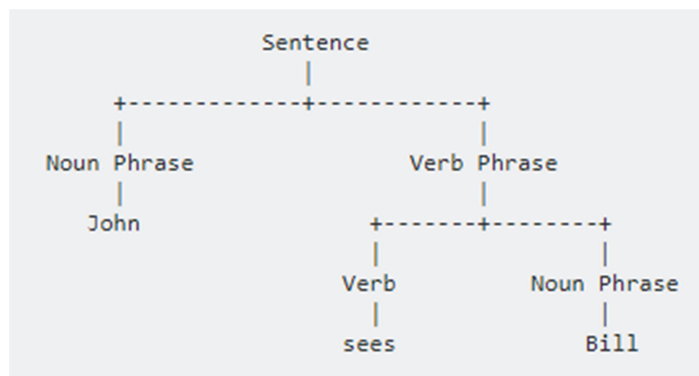 Sentence
Noun Phrase Verb Phrase
John
Verb Noun Phrase
sees Bill